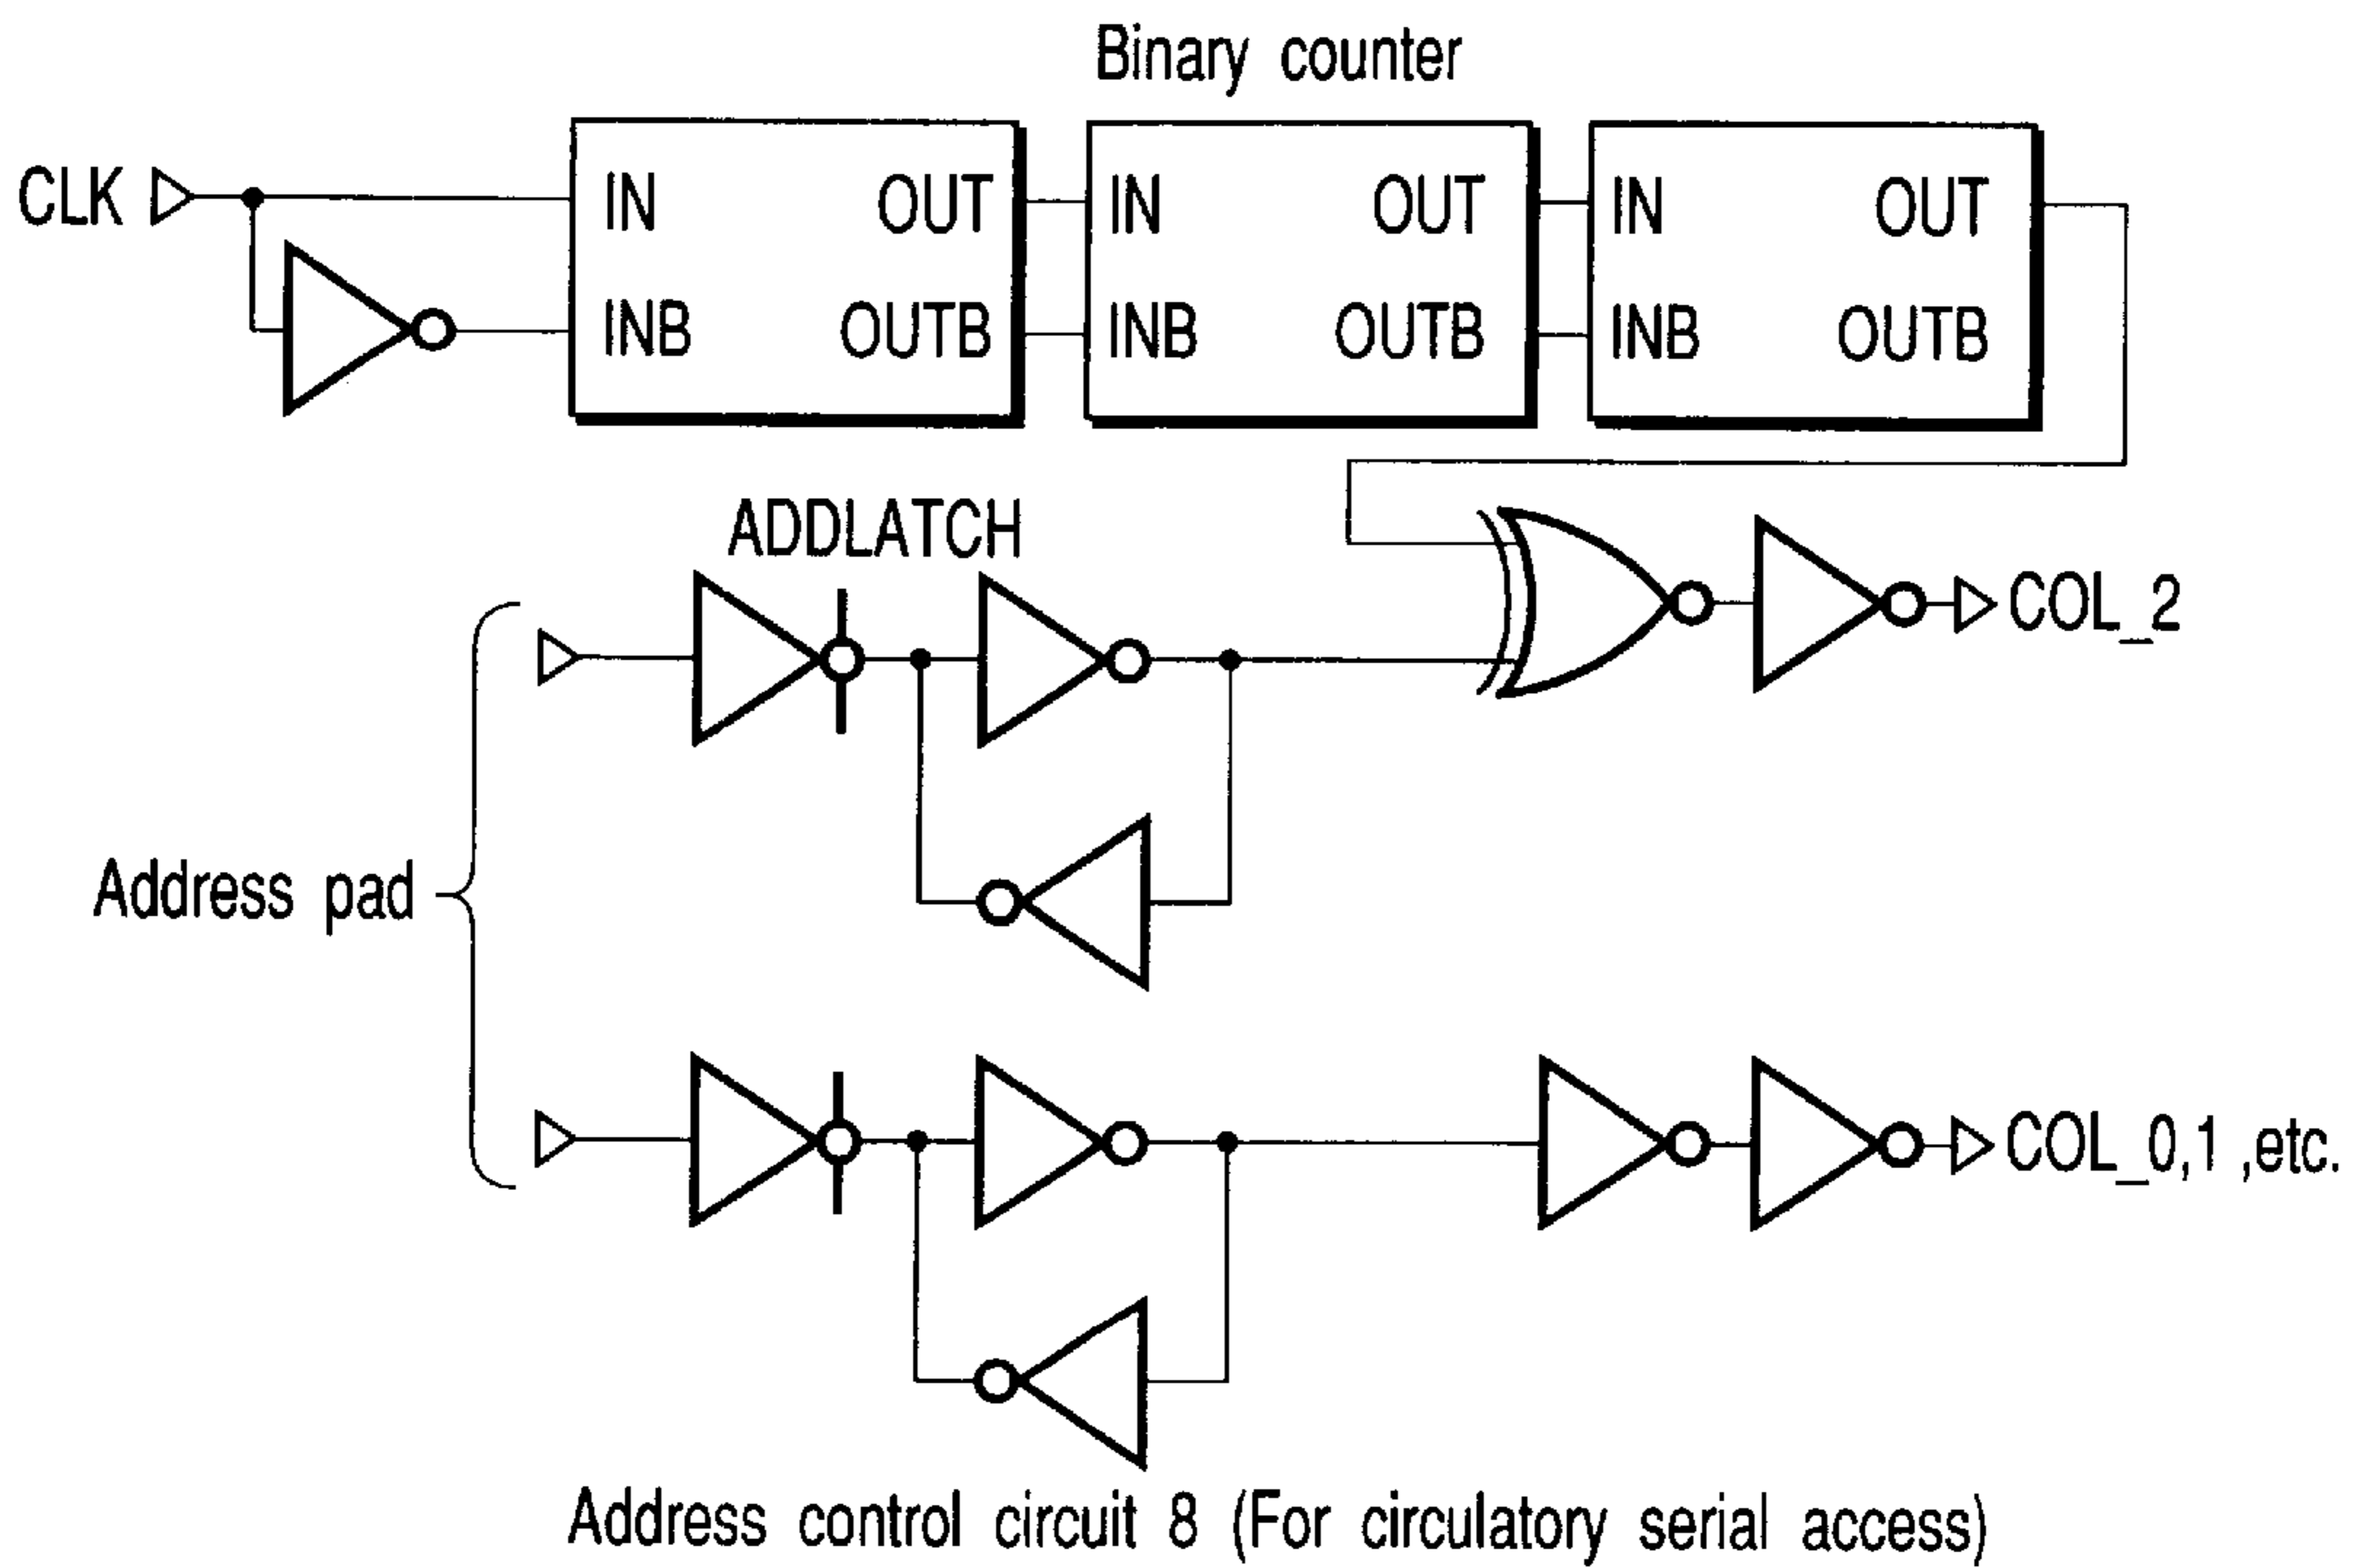 Binary counter
CLK
IN OUT IN OUT IN OUT
INB OUTB INB OUTB INB OUTB
ADDLATCH
COL_2
Address pad
COL_0,1,etc.
Address control circuit 8 (For circulatory serial access)